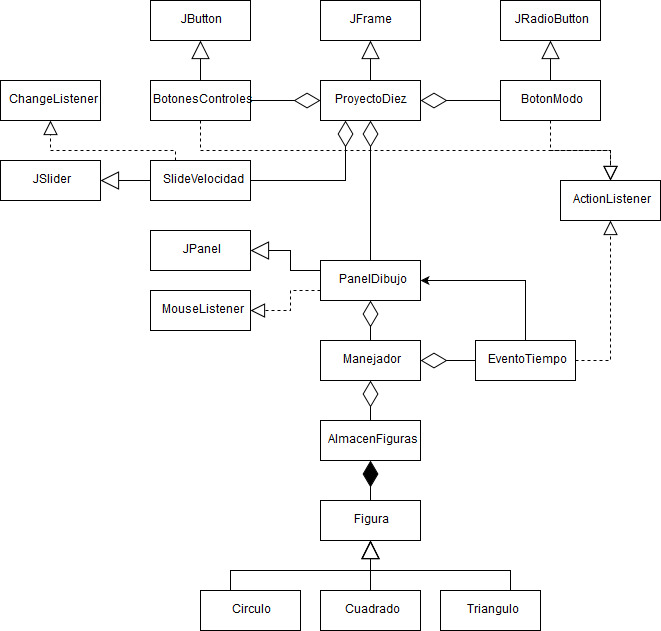 JButton
JFrame
JRadioButton
ChangeListener
BotonesControles
ProyectoDiez
BotonMod​o
JSlider
SlideVelocidad
ActionListener
JPanel
PanelDibujo
MouseListener
Manejador
EventoTiempo
AlmacenFiguras
Figura
Circulo
Cuadrado
Triangulo